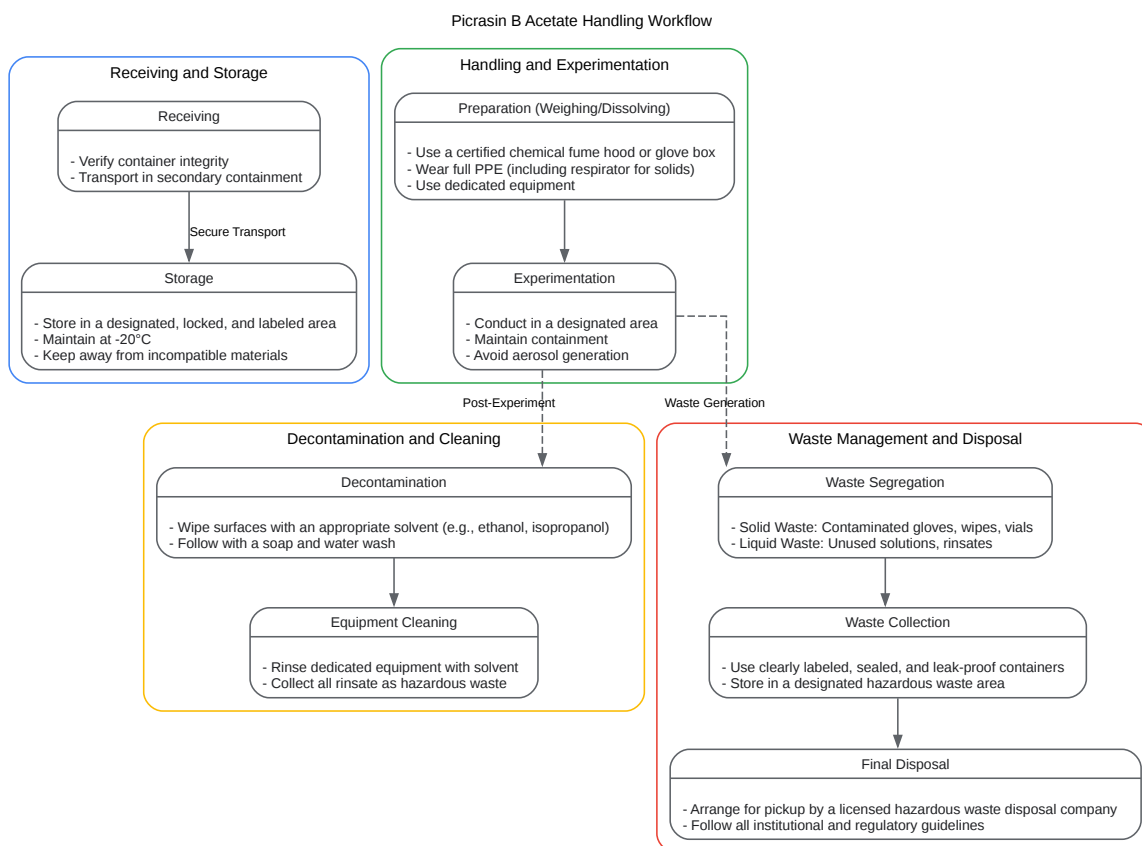 Picrasin B Acetate Handling Workflow
Receiving and Storage
Receiving
- Verify container integrity
- Transport in secondary containment
Secure Transport
Storage
- Store in a designated, locked, and labeled area
- Maintain at -20°C
- Keep away from incompatible materials
Handling and Experimentation
Preparation (Weighing/Dissolving)
- Use a certified chemical fume hood or glove box
- Wear full PPE (including respirator for solids)
- Use dedicated equipment
Experimentation
- Conduct in a designated area
- Maintain containment
- Avoid aerosol generation
Post-Experiment
Waste Generation
Decontamination and Cleaning
Decontamination
- Wipe surfaces with an appropriate solvent (e.g., ethanol, isopropanol)
- Follow with a soap and water wash
Equipment Cleaning
- Rinse dedicated equipment with solvent
- Collect all rinsate as hazardous waste
Waste Management and Disposal
Waste Segregation
- Solid Waste: Contaminated gloves, wipes, vials
- Liquid Waste: Unused solutions, rinsates
Waste Collection
- Use clearly labeled, sealed, and leak-proof containers
- Store in a designated hazardous waste area
Final Disposal
- Arrange for pickup by a licensed hazardous waste disposal company
- Follow all institutional and regulatory guidelines